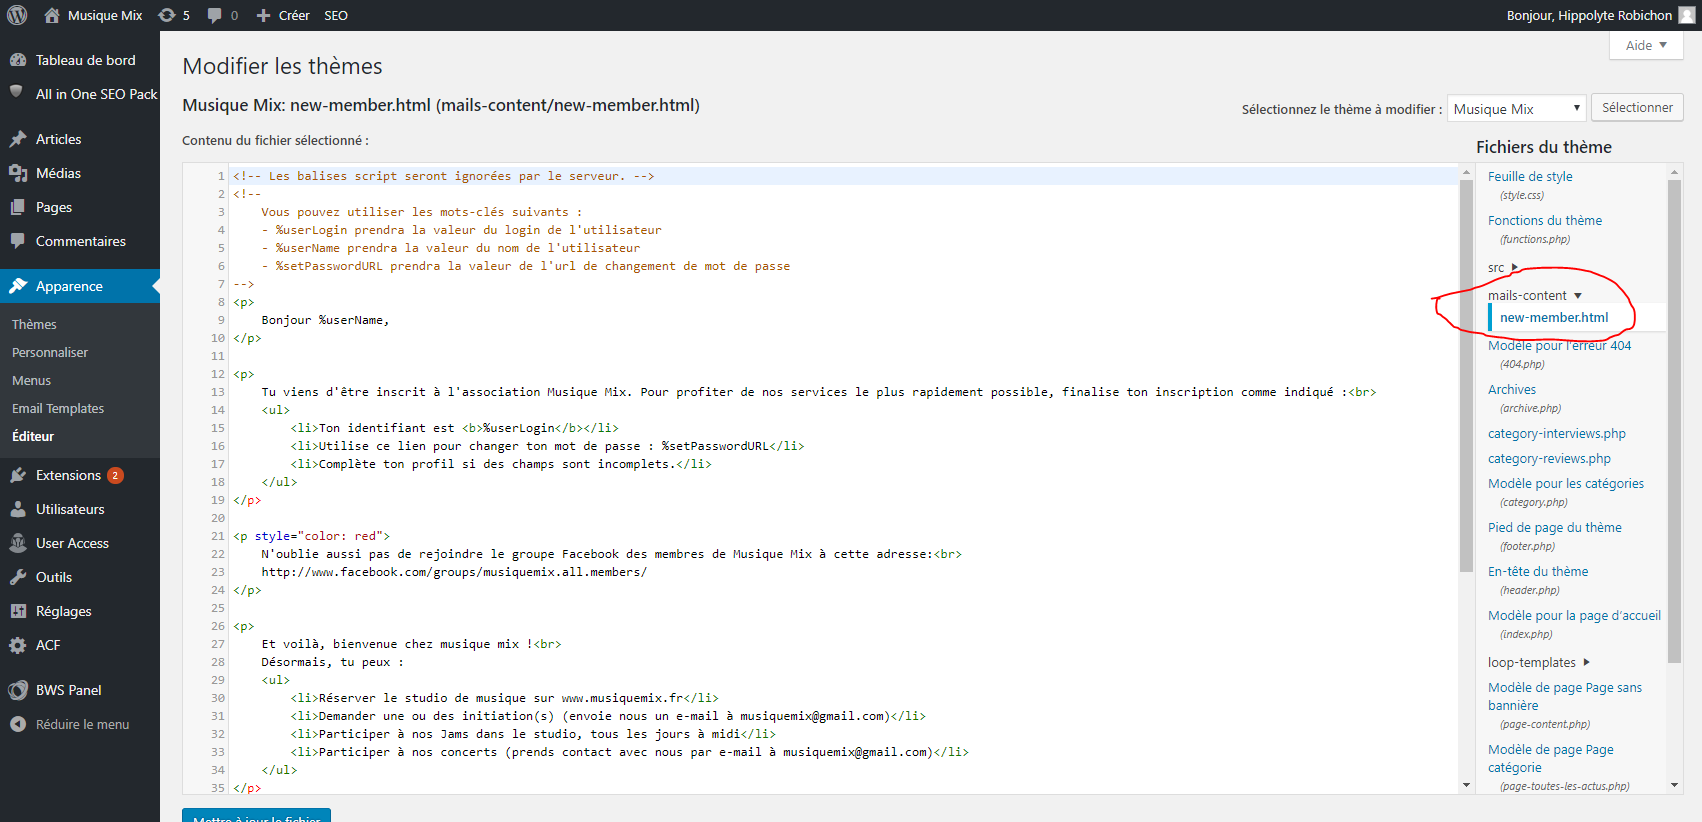 Musique Mix 5 0 Créer SEO Bonjour, Hippolyte Robichon
Aide
Tableau de bord
All in One SEO Pack
Articles
Médias
Pages
Commentaires
Apparence
Thèmes
Personnaliser
Menus
Email Templates
Éditeur
Extensions 2
Utilisateurs
User Access
Outils
Réglages
ACF
BWS Panel
Réduire le menu
Modifier les thèmes
Musique Mix: new-member.html (mails-content/new-member.html)
Sélectionnez le thème à modifier : Musique Mix Sélectionner
Contenu du fichier sélectionné :
1 <!-- Les balises script seront ignorées par le serveur. -->
2 <!--
3 Vous pouvez utiliser les mots-clés suivants :
4 - %userLogin prendra la valeur du login de l'utilisateur
5 - %userName prendra la valeur du nom de l'utilisateur
6 - %setPasswordURL prendra la valeur de l'url de changement de mot de passe
7 -->
8 <p>
9 Bonjour %userName,
10 </p>
11
12 <p>
13 Tu viens d'être inscrit à l'association Musique Mix. Pour profiter de nos services le plus rapidement possible, finalise ton inscription comme indiqué :<br>
14 <ul>
15 <li>Ton identifiant est <b>%userLogin</b></li>
16 <li>Utilise ce lien pour changer ton mot de passe : %setPasswordURL</li>
17 <li>Complète ton profil si des champs sont incomplets.</li>
18 </ul>
19 </p>
20
21 <p style="color: red">
22 N'oublie aussi pas de rejoindre le groupe Facebook des membres de Musique Mix à cette adresse:<br>
23 http://www.facebook.com/groups/musiquemix.all.members/
24 </p>
25
26 <p>
27 Et voilà, bienvenue chez musique mix !<br>
28 Désormais, tu peux :
29 <ul>
30 <li>Réserver le studio de musique sur www.musiquemix.fr</li>
31 <li>Demander une ou des initiation(s) (envoie nous un e-mail à musiquemix@gmail.com)</li>
32 <li>Participer à nos Jams dans le studio, tous les jours à midi</li>
33 <li>Participer à nos concerts (prends contact avec nous par e-mail à musiquemix@gmail.com)</li>
34 </ul>
35 </p>
Mettre à jour le fichier
Fichiers du thème
Feuille de style
(style.css)
Fonctions du thème
(functions.php)
src
mails-content
new-member.html
Modèle pour l'erreur 404
(404.php)
Archives
(archive.php)
category-interviews.php
category-reviews.php
Modèle pour les catégories
(category.php)
Pied de page du thème
(footer.php)
En-tête du thème
(header.php)
Modèle pour la page d'accueil
(index.php)
loop-templates
Modèle de page Page sans
bannière
(page-content.php)
Modèle de page Page
catégorie
(page-toutes-les-actus.php)